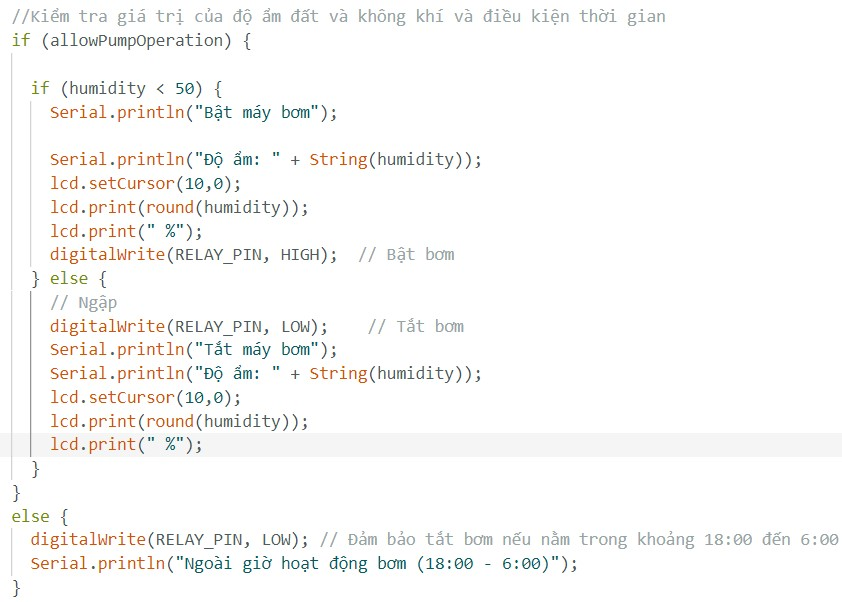 //Kiểm tra giá trị của độ ẩm đất và không khí và điều kiện thời gian
if (allowPumpOperation) {
if (humidity < 50) {
Serial.println("Bật máy bơm");
Serial.println("Độ ẩm: " + String(humidity));
lcd.setCursor(10,0);
lcd.print(round(humidity));
lcd.print(" %");
digitalWrite(RELAY_PIN, HIGH);  // Bật bơm
} else {
// Ngập
digitalWrite(RELAY_PIN, LOW);    // Tắt bơm
Serial.println("Tắt máy bơm");
Serial.println("Độ ẩm: " + String(humidity));
lcd.setCursor(10,0);
lcd.print(round(humidity));
lcd.print(" %");
}
}
else {
digitalWrite(RELAY_PIN, LOW); // Đảm bảo tắt bơm nếu nằm trong khoảng 18:00 đến 6:00
Serial.println("Ngoài giờ hoạt động bơm (18:00 - 6:00)");
}